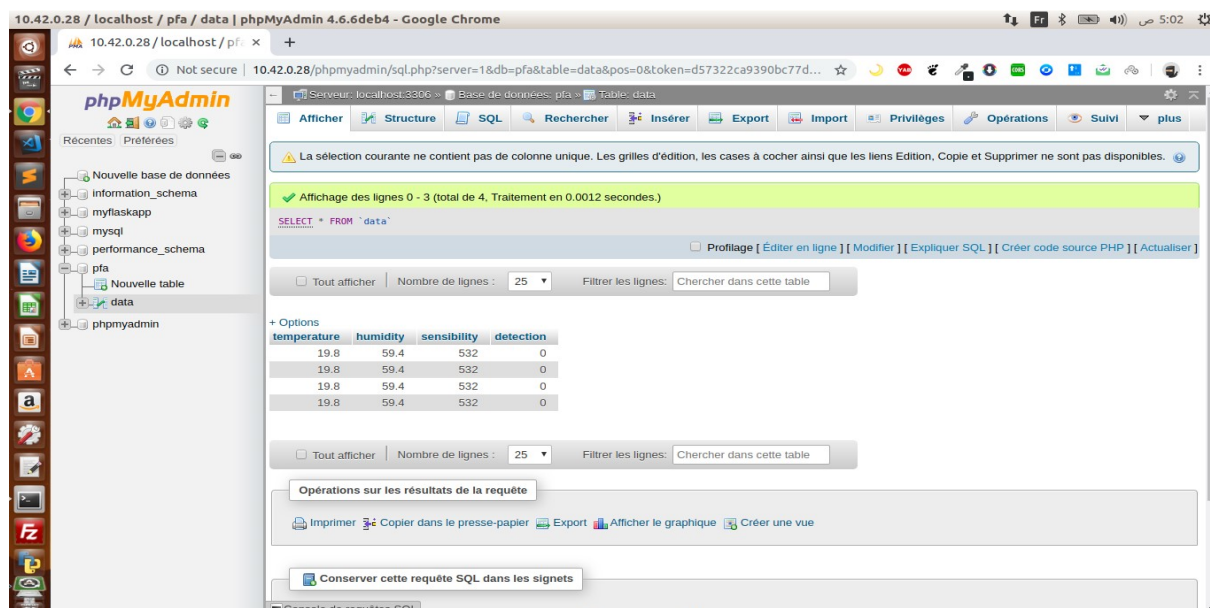 10.42.0.28 / localhost / pfa / data | phpMyAdmin 4.6.6deb4 - Google Chrome
Fr
5:02 ص
10.42.0.28 / localhost / pfa
Not secure | 10.42.0.28/phpmyadmin/sql.php?server=1&db=pfa&table=data&pos=0&token=d57322ca9390bc77d...
phpMyAdmin
Récentes Préférées
Nouvelle base de données
information_schema
myflaskapp
mysql
performance_schema
pfa
Nouvelle table
data
phpmyadmin
Serveur: localhost:3306 » Base de données: pfa » Table: data
Afficher Structure SQL Rechercher Insérer Export Import Privilèges Opérations Suivi plus
La sélection courante ne contient pas de colonne unique. Les grilles d'édition, les cases à cocher ainsi que les liens Edition, Copie et Supprimer ne sont pas disponibles.
Affichage des lignes 0 - 3 (total de 4, Traitement en 0.0012 secondes.)
SELECT * FROM `data`
Profilage [ Éditer en ligne ] [ Modifier ] [ Expliquer SQL ] [ Créer code source PHP ] [ Actualiser ]
Tout afficher | Nombre de lignes : 25 Filtrer les lignes: Chercher dans cette table
+ Options
temperature humidity sensibility detection
19.8 59.4 532 0
19.8 59.4 532 0
19.8 59.4 532 0
19.8 59.4 532 0
Tout afficher | Nombre de lignes : 25 Filtrer les lignes: Chercher dans cette table
Opérations sur les résultats de la requête
Imprimer Copier dans le presse-papier Export Afficher le graphique Créer une vue
Conserver cette requête SQL dans les signets
Console de requêtes SQL